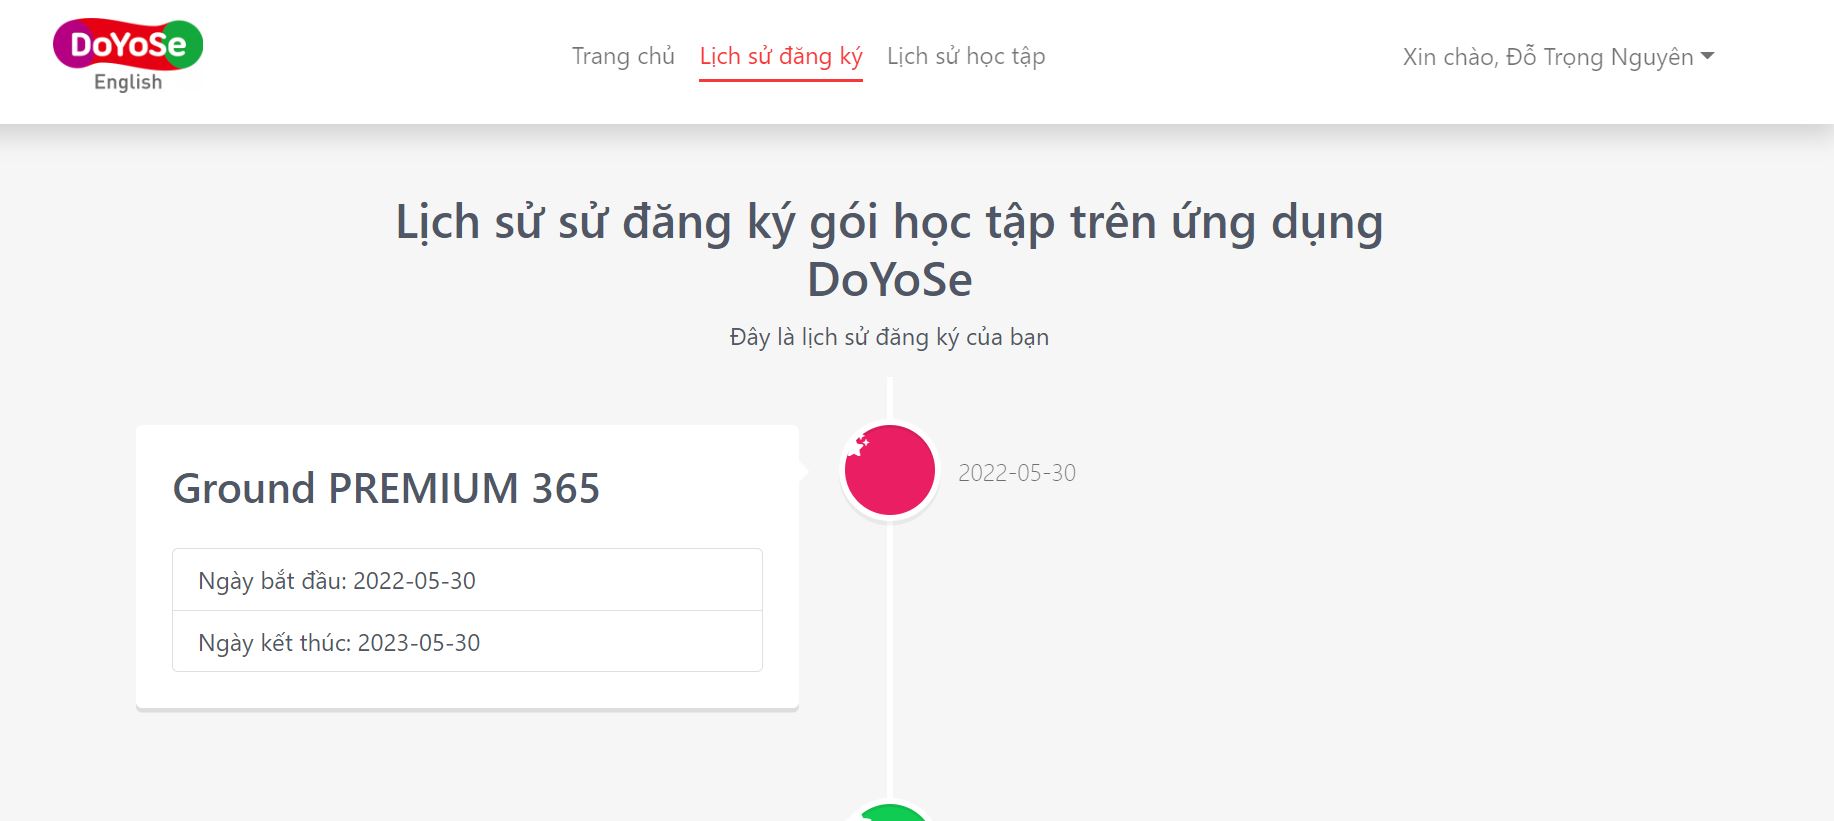 DoYoSe
English
Trang chủ
Lịch sử đăng ký
Lịch sử học tập
Xin chào, Đỗ Trọng Nguyên
Lịch sử sử đăng ký gói học tập trên ứng dụng
DoYoSe
Đây là lịch sử đăng ký của bạn
Ground PREMIUM 365
2022-05-30
Ngày bắt đầu: 2022-05-30
Ngày kết thúc: 2023-05-30